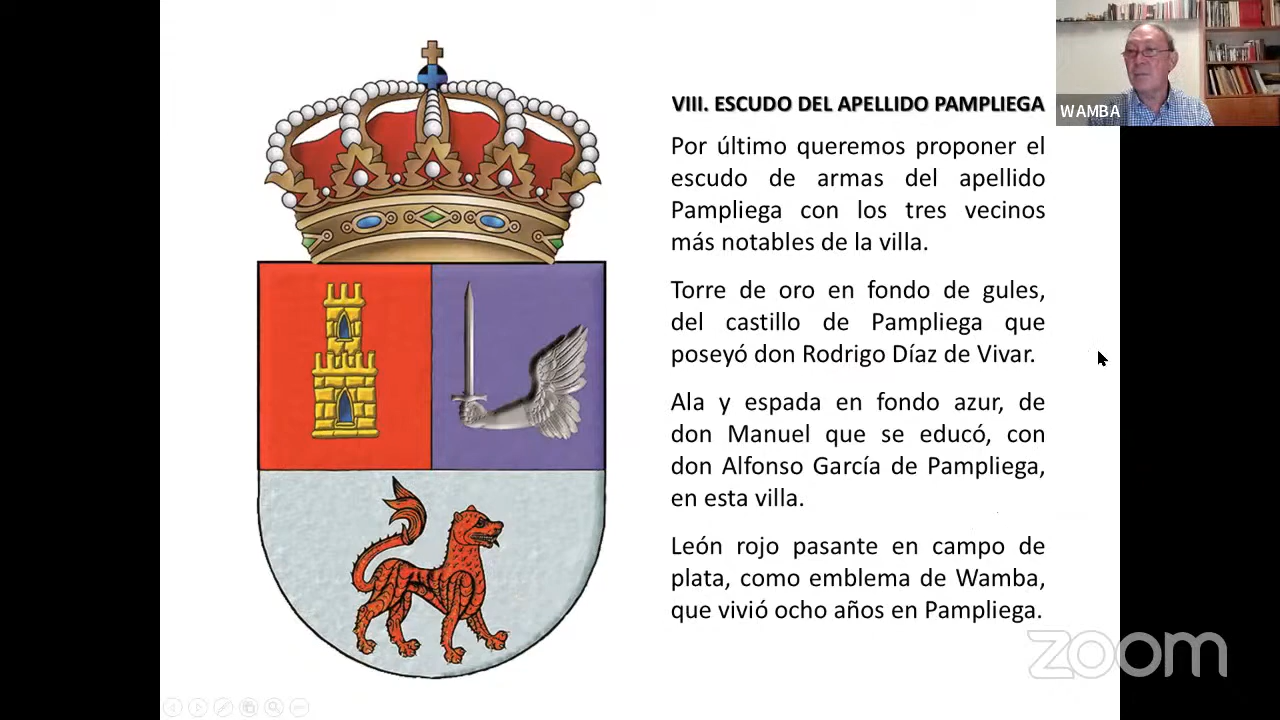 VIII. ESCUDO DEL APELLIDO PAMPLIEGA
Por último queremos proponer el
escudo de armas del apellido
Pampliega con los tres vecinos
más notables de la villa.
Torre de oro en fondo de gules,
del castillo de Pampliega que
poseyó don Rodrigo Díaz de Vivar.
Ala y espada en fondo azur, de
don Manuel que se educó, con
don Alfonso García de Pampliega,
en esta villa.
León rojo pasante en campo de
plata, como emblema de Wamba,
que vivió ocho años en Pampliega.
WAMBA
zoom